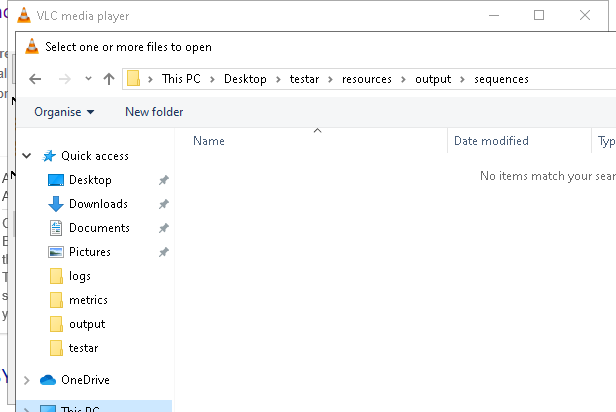 VLC media player
Select one or more files to open
This PC > Desktop > testar > resources > output > sequences
Organise New folder
Name Date modified Typ
No items match your sear
Quick access
Desktop
Downloads
Documents
Pictures
logs
metrics
output
testar
OneDrive
This PC